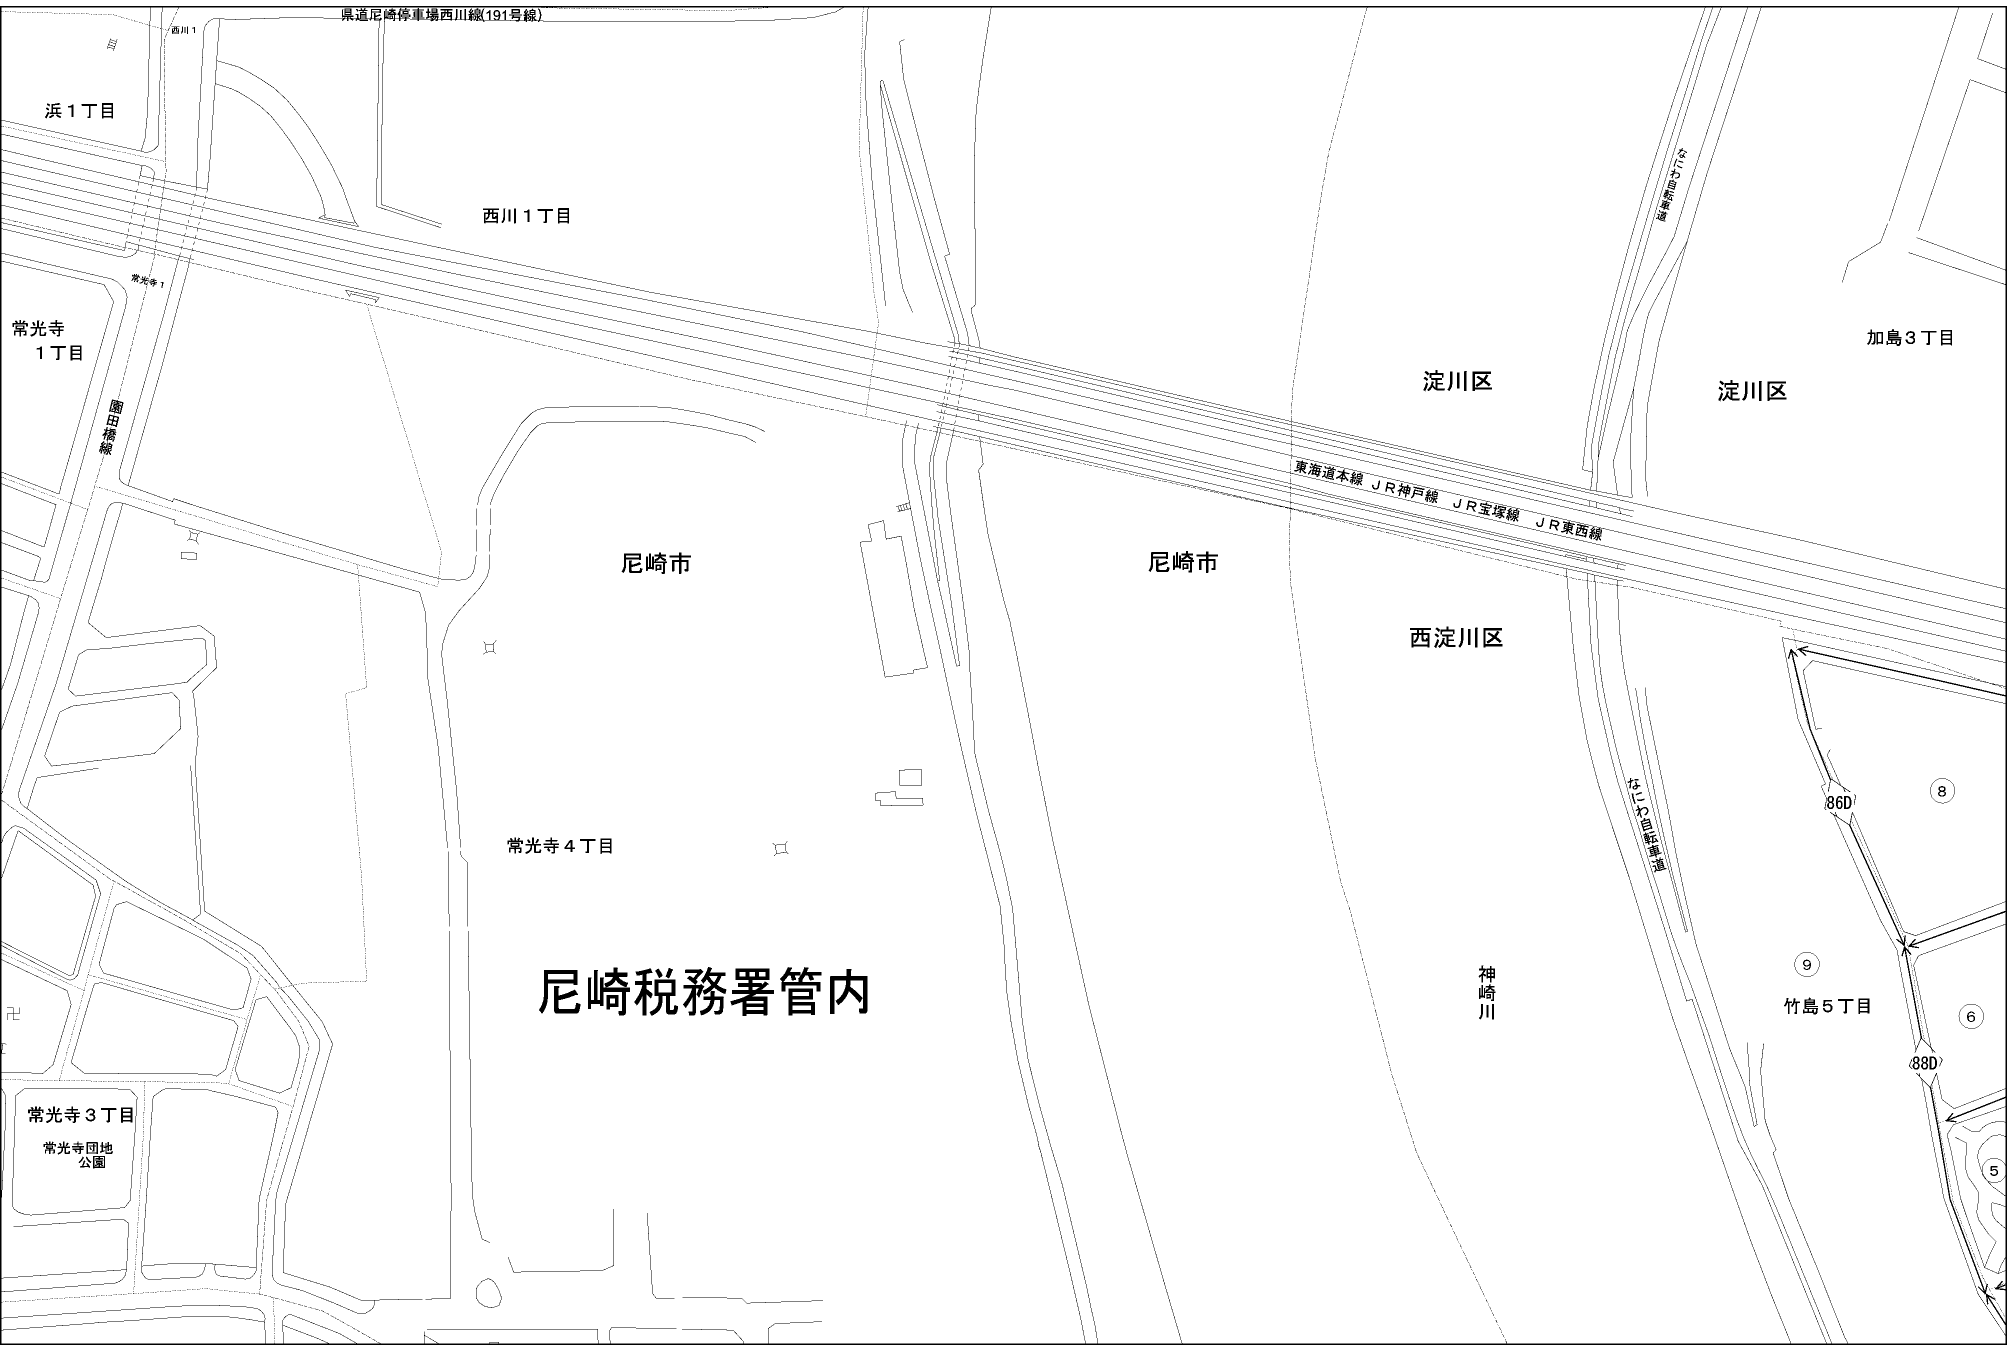 県道尼崎停車場西川線(191号線)
西川１
浜１丁目
なにわ自転車道
西川１丁目
常光寺１
常光寺
１丁目
加島３丁目
淀川区
淀川区
園田橋線
東海道本線 ＪＲ神戸線 ＪＲ宝塚線 ＪＲ東西線
尼崎市
尼崎市
西淀川区
8
86D
なにわ自転車道
常光寺４丁目
9
尼崎税務署管内
神崎川
竹島５丁目
6
88D
常光寺３丁目
常光寺団地
公園
5